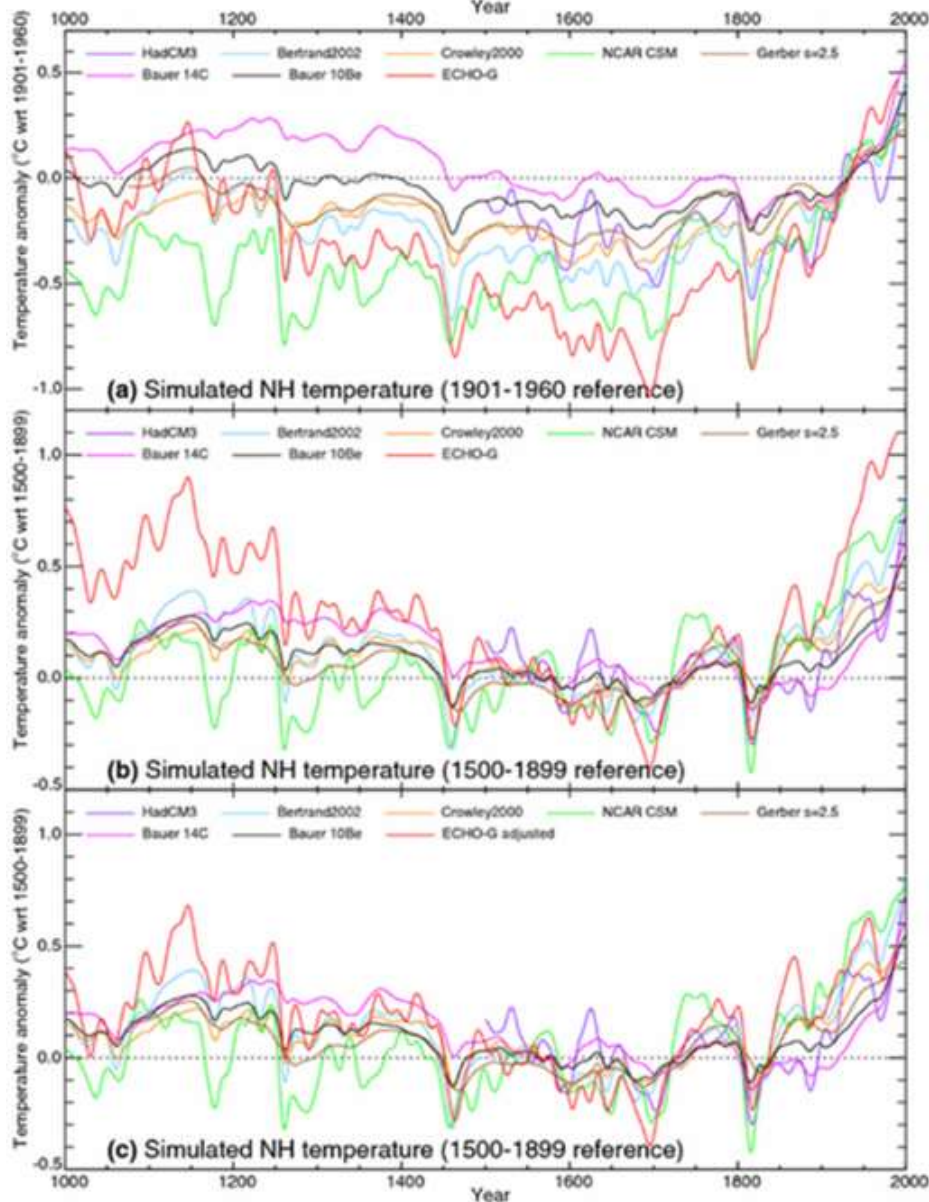 Year
1000 1200 1400 1600 1800 2000
HadCM3 Bertrand2002 Crowley2000 NCAR CSM Gerber s=2.5
Bauer 14C Bauer 10Be ECHO-G
0.5
0.0
-0.5
-1.0
Temperature anomaly (°C wrt 1901-1960)
(a) Simulated NH temperature (1901-1960 reference)
HadCM3 Bertrand2002 Crowley2000 NCAR CSM Gerber s=2.5
Bauer 14C Bauer 10Be ECHO-G
1.0
0.5
0.0
-0.5
Temperature anomaly (°C wrt 1500-1899)
(b) Simulated NH temperature (1500-1899 reference)
HadCM3 Bertrand2002 Crowley2000 NCAR CSM Gerber s=2.5
Bauer 14C Bauer 10Be ECHO-G adjusted
1.0
0.5
0.0
-0.5
Temperature anomaly (°C wrt 1500-1899)
(c) Simulated NH temperature (1500-1899 reference)
1000 1200 1400 1600 1800 2000
Year